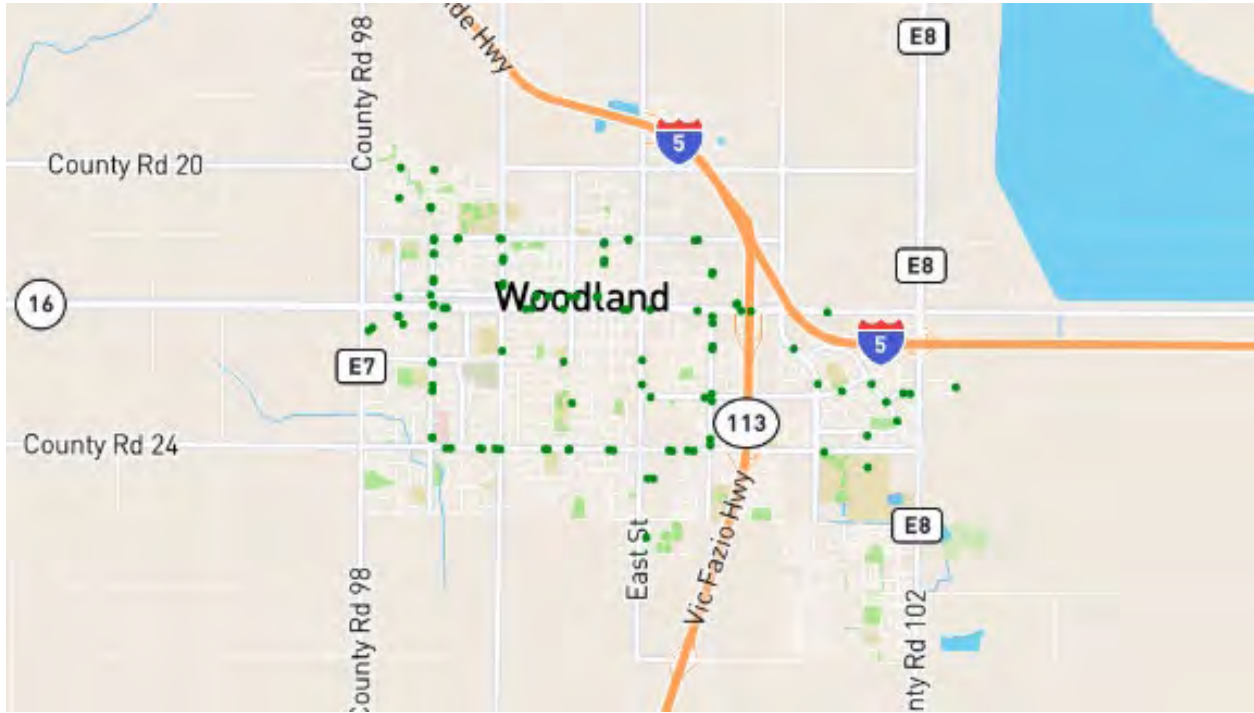 ide Hwy
County Rd 98
E8
5
County Rd 20
E8
16
Woodland
5
E7
113
County Rd 24
E8
East St
Vic Fazio Hwy
County Rd 98
nty Rd 102